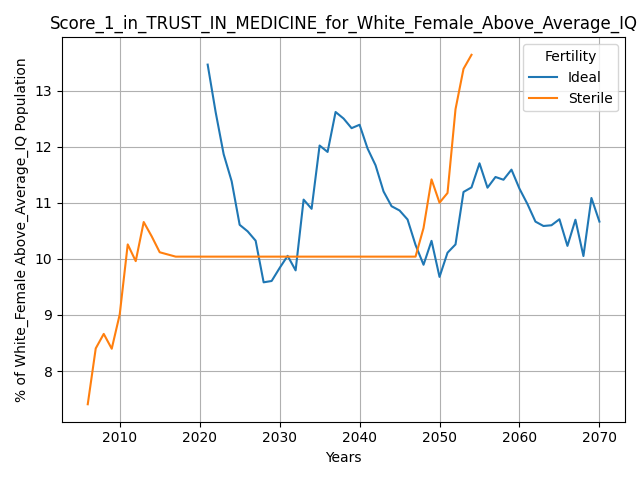 Score_1_in_TRUST_IN_MEDICINE_for_White_Female_Above_Average_IQ
% of White_Female Above_Average_IQ Population
13
12
11
10
9
8
Fertility
Ideal
Sterile
2010 2020 2030 2040 2050 2060 2070
Years